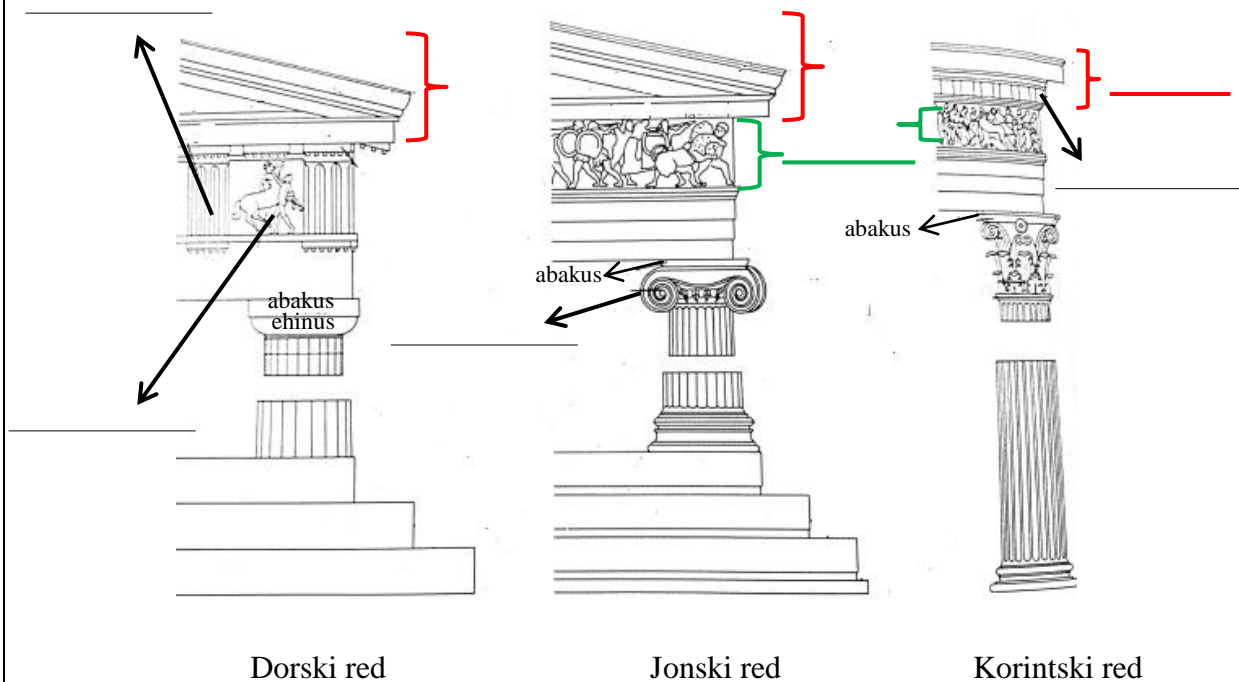 abakus
abakus
abakus
ehinus
Dorski red
Jonski red
Korintski red